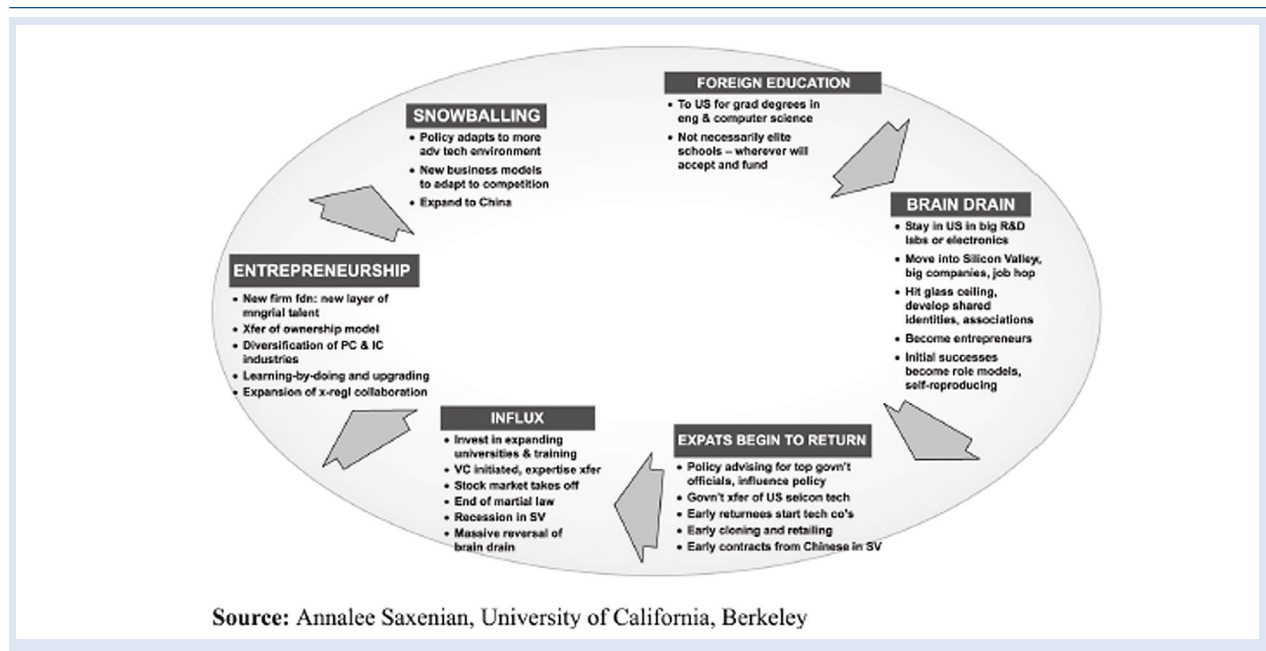 FOREIGN EDUCATION
• To US for grad degrees in
eng & computer science
• Not necessarily elite
schools – wherever will
accept and fund
BRAIN DRAIN
• Stay in US in big R&D
labs or electronics
• Move into Silicon Valley,
big companies, job hop
• Hit glass ceiling,
develop shared
identities, associations
• Become entrepreneurs
• Initial successes
become role models,
self-reproducing
EXPATS BEGIN TO RETURN
• Policy advising for top govn't
officials, influence policy
• Govn't xfer of US seicon tech
• Early returnees start tech co's
• Early cloning and retailing
• Early contracts from Chinese in SV
INFLUX
• Invest in expanding
universities & training
• VC initiated, expertise xfer
• Stock market takes off
• End of martial law
• Recession in SV
• Massive reversal of
brain drain
ENTREPRENEURSHIP
• New firm fdn: new layer of
mngrial talent
• Xfer of ownership model
• Diversification of PC & IC
industries
• Learning-by-doing and upgrading
• Expansion of x-regl collaboration
SNOWBALLING
• Policy adapts to more
adv tech environment
• New business models
to adapt to competition
• Expand to China
Source: Annalee Saxenian, University of California, Berkeley